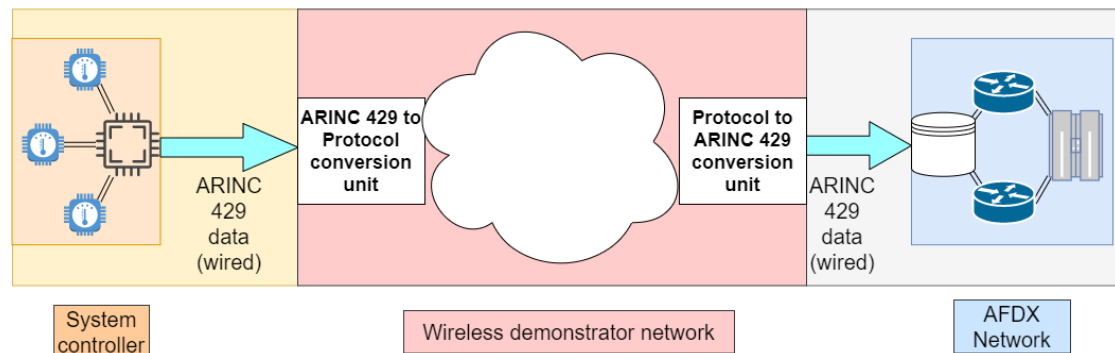 ARINC 429 to
Protocol
conversion
unit
Protocol to
ARINC 429
conversion
unit
ARINC
429
data
(wired)
ARINC
429
data
(wired)
System
controller
Wireless demonstrator network
AFDX
Network